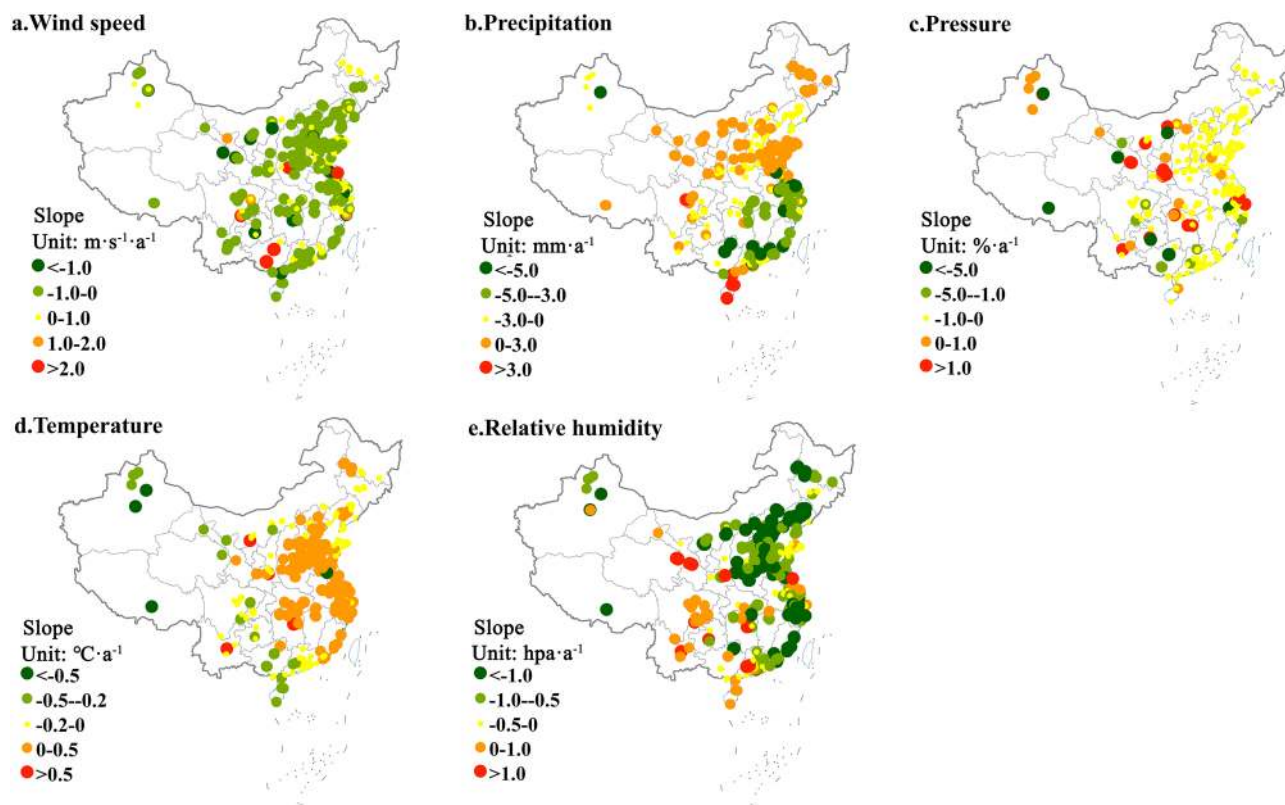 a.Wind speed
Slope
Unit: m·s⁻¹·a⁻¹
<-1.0
-1.0-0
0-1.0
1.0-2.0
>2.0
b.Precipitation
Slope
Unit: mm·a⁻¹
<-5.0
-5.0--3.0
-3.0-0
0-3.0
>3.0
c.Pressure
Slope
Unit: %·a⁻¹
<-5.0
-5.0--1.0
-1.0-0
0-1.0
>1.0
d.Temperature
Slope
Unit: °C·a⁻¹
<-0.5
-0.5--0.2
-0.2-0
0-0.5
>0.5
e.Relative humidity
Slope
Unit: hpa·a⁻¹
<-1.0
-1.0--0.5
-0.5-0
0-1.0
>1.0